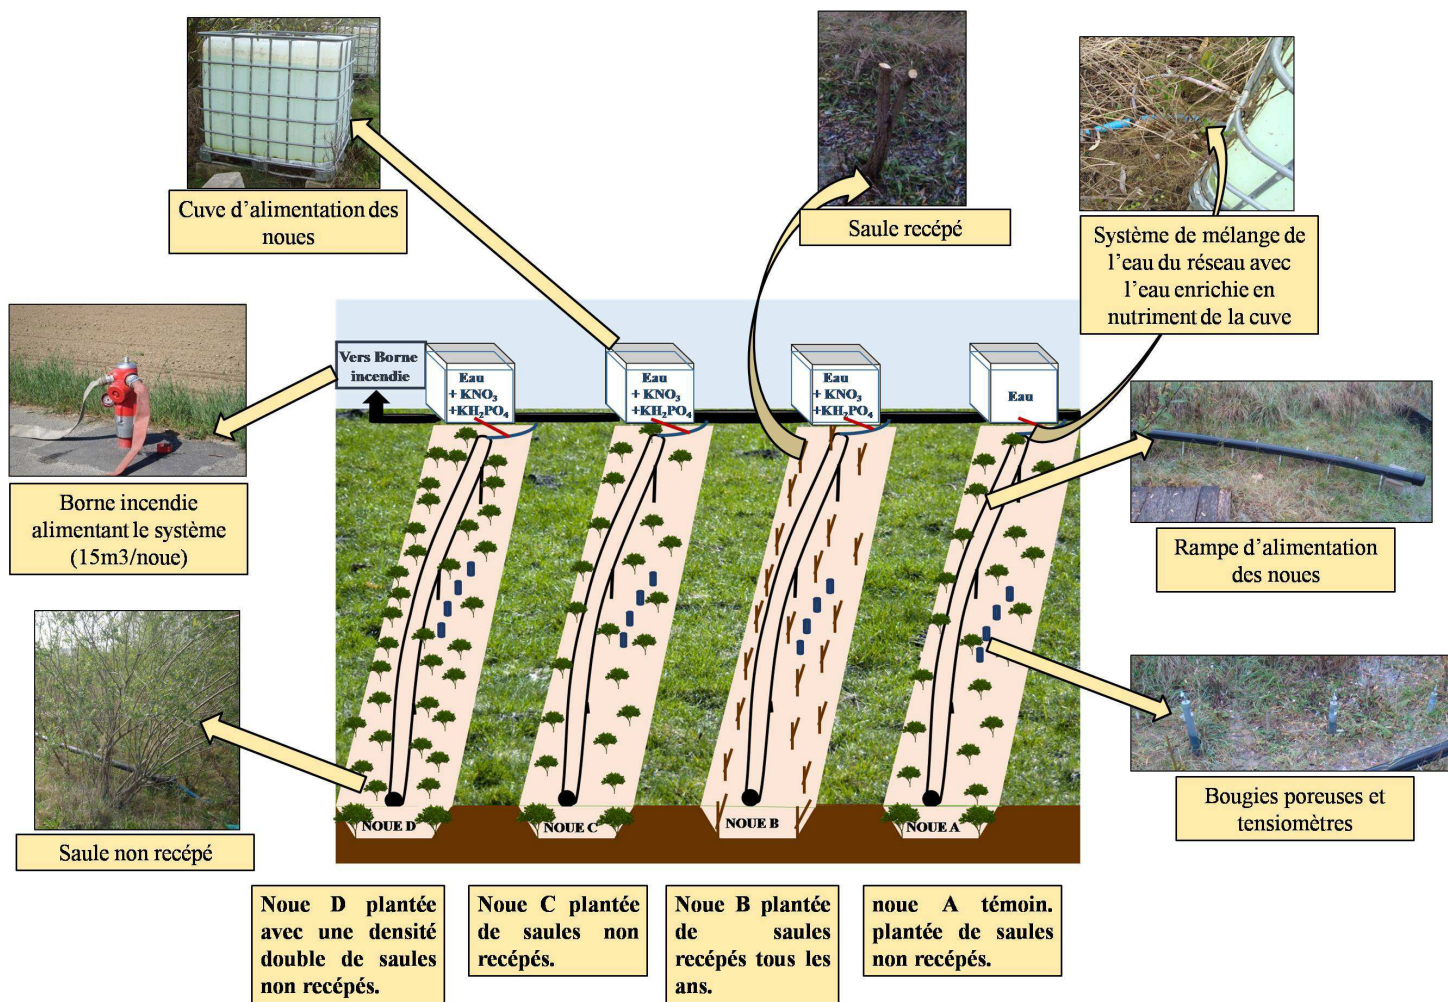 Cuve d’alimentation des
noues
Saule recépé
Système de mélange de
l’eau du réseau avec
l’eau enrichie en
nutriment de la cuve
Borne incendie
alimentant le système
(15m3/noue)
Vers Borne
incendie
Eau
+ KNO3
+KH2PO4
Eau
+ KNO3
+KH2PO4
Eau
+ KNO3
+KH2PO4
Eau
Rampe d’alimentation
des noues
Saule non recépé
Bougies poreuses et
tensiomètres
NOUE D
NOUE C
NOUE B
NOUE A
Noue D plantée
avec une densité
double de saules
non recépés.
Noue C plantée
de saules non
recépés.
Noue B plantée
de saules
recépés tous les
ans.
noue A témoin.
plantée de saules
non recépés.